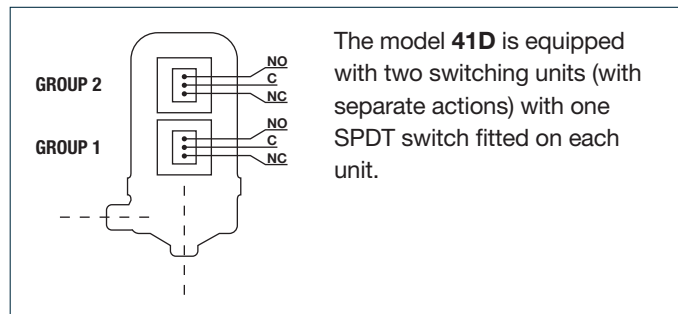 GROUP 2
NO
C
NC
GROUP 1
NO
C
NC
The model 41D is equipped
with two switching units (with
separate actions) with one
SPDT switch fitted on each
unit.